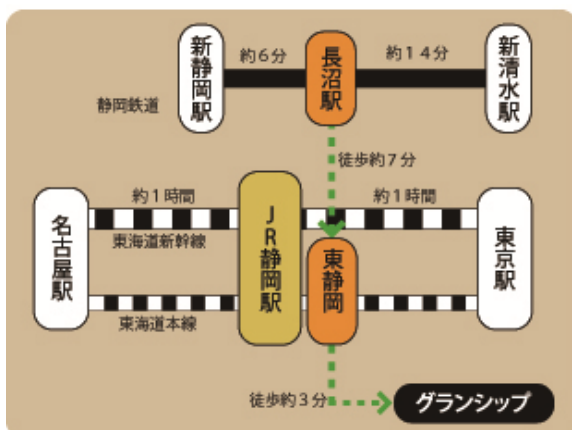 新静岡駅
約6分
長沼駅
約14分
新清水駅
静岡鉄道
徒歩約7分
名古屋駅
約1時間
東海道新幹線
JR静岡駅
約1時間
東静岡
東京駅
東海道本線
徒歩約3分
グランシップ